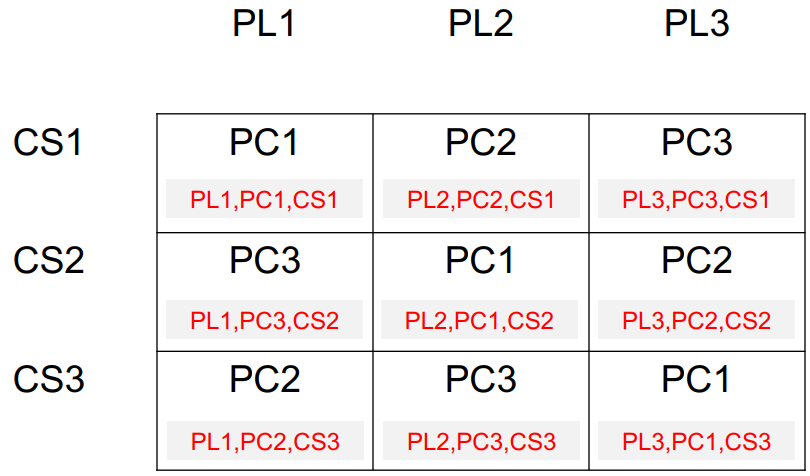 PL1 PL2 PL3
CS1 PC1 PC2 PC3
PL1,PC1,CS1 PL2,PC2,CS1 PL3,PC3,CS1
CS2 PC3 PC1 PC2
PL1,PC3,CS2 PL2,PC1,CS2 PL3,PC2,CS2
CS3 PC2 PC3 PC1
PL1,PC2,CS3 PL2,PC3,CS3 PL3,PC1,CS3